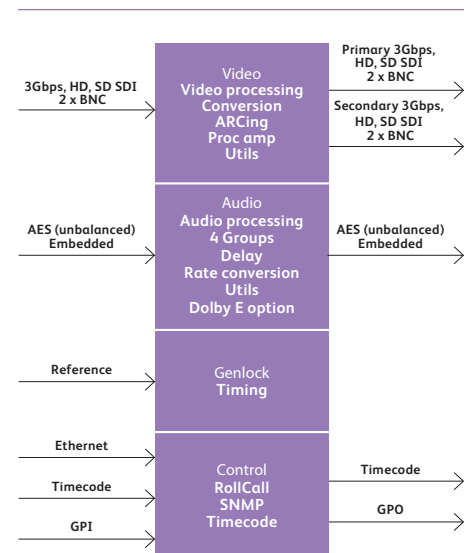 3Gbps, HD, SD SDI
2 x BNC
Video
Video processing
Conversion
ARCing
Proc amp
Utils
Primary 3Gbps,
HD, SD SDI
2 x BNC
Secondary 3Gbps,
HD, SD SDI
2 x BNC
AES (unbalanced)
Embedded
Audio
Audio processing
4 Groups
Delay
Rate conversion
Utils
Dolby E option
AES (unbalanced)
Embedded
Reference
Genlock
Timing
Ethernet
Timecode
GPI
Control
RollCall
SNMP
Timecode
Timecode
GPO